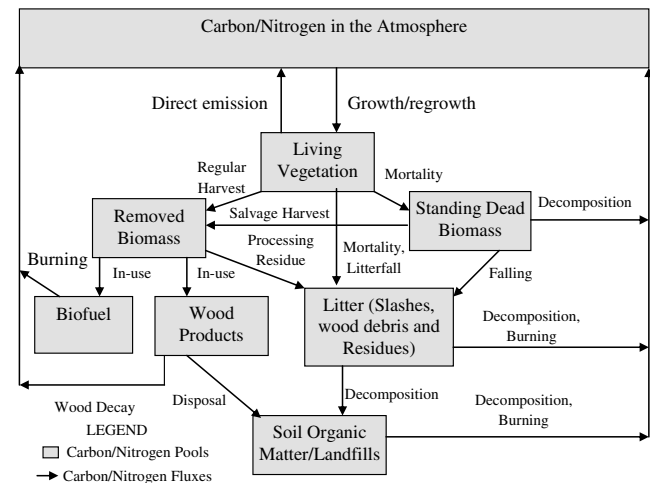 Carbon/Nitrogen in the Atmosphere
Direct emission
Growth/regrowth
Living
Vegetation
Regular
Harvest
Mortality
Removed
Biomass
Salvage Harvest
Standing Dead
Biomass
Decomposition
Burning
In-use
In-use
Processing
Residue
Mortality,
Litterfall
Falling
Biofuel
Wood
Products
Litter (Slashes,
wood debris and
Residues)
Decomposition,
Burning
Wood Decay
Disposal
Decomposition
Decomposition,
Burning
Soil Organic
Matter/Landfills
LEGEND
Carbon/Nitrogen Pools
Carbon/Nitrogen Fluxes